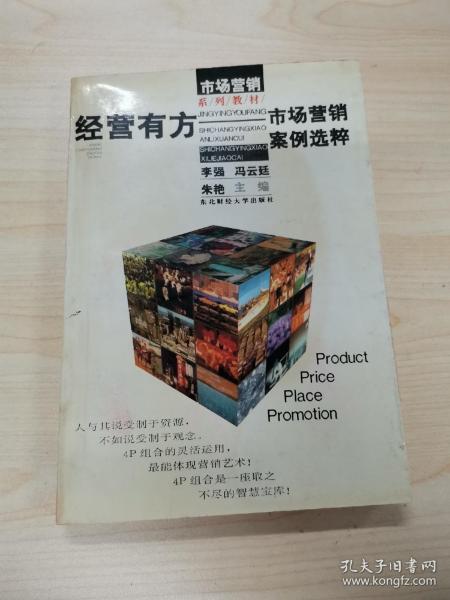 市场营销
系/列/教/材/
JINGYINGYOUFANG
经营有方
SHICHANGYINGXIAO
ANLIXUANCUI
市场营销
案例选粹
SHICHANGYINGXIAO
XILIEJIAOCAI
李强 冯云廷
朱艳 主编
东北财经大学出版社
Product
Price
Place
Promotion
人与其说受制于资源，
不如说受制于观念。
4P组合的灵活运用，
最能体现营销艺术！
4P组合是一座取之
不尽的智慧宝库！
孔夫子旧书网
www.kongfz.com